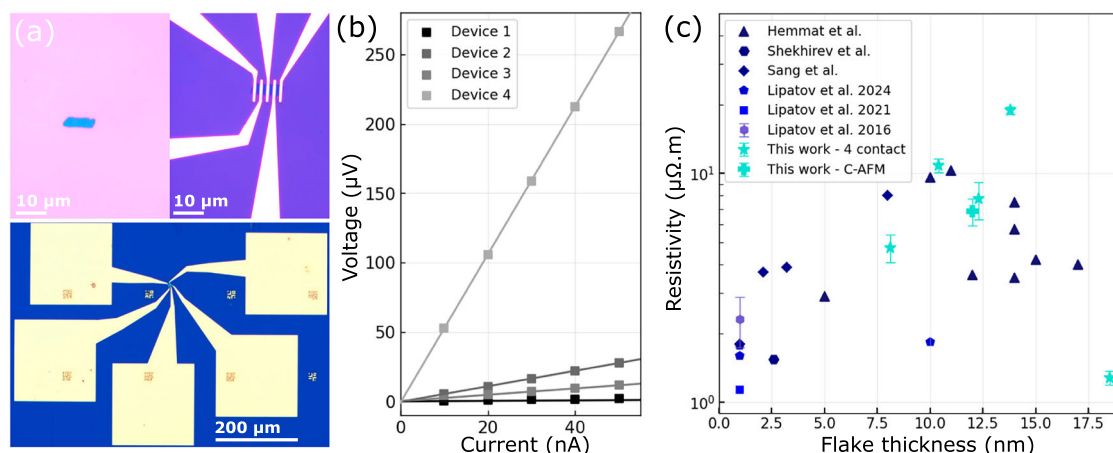 (a)
10 μm
10 μm
200 μm
(b)
Device 1
Device 2
Device 3
Device 4
Voltage (μV)
250
200
150
100
50
0
0
20
40
Current (nA)
(c)
Hemmat et al.
Shekhirev et al.
Sang et al.
Lipatov et al. 2024
Lipatov et al. 2021
Lipatov et al. 2016
This work - 4 contact
This work - C-AFM
Resistivity (μΩ.m)
10¹
10⁰
0.0 2.5 5.0 7.5 10.0 12.5 15.0 17.5
Flake thickness (nm)